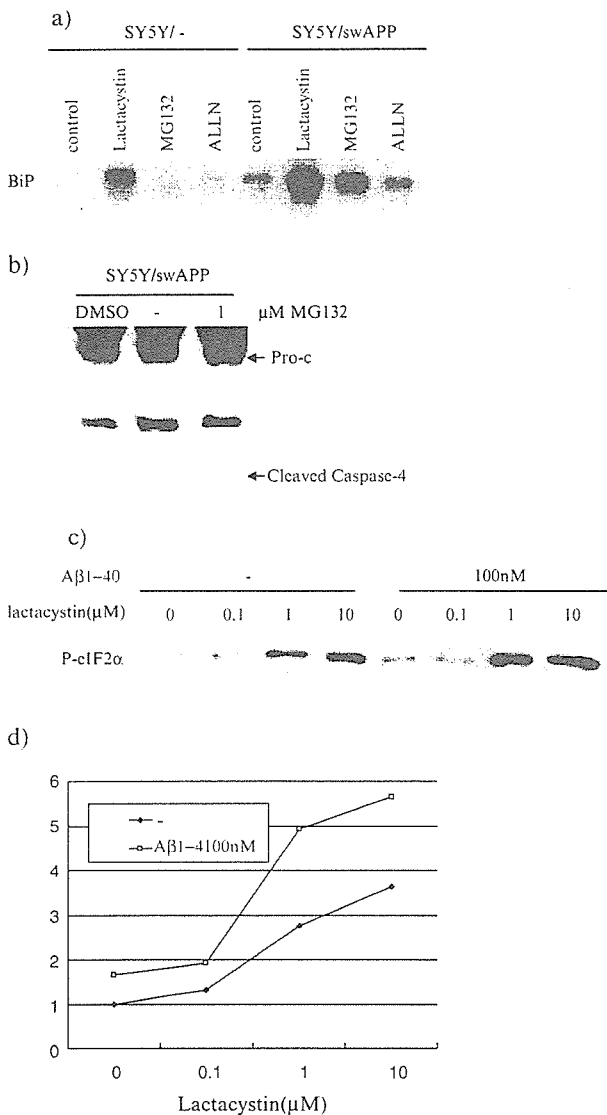 a)
SY5Y/ - SY5Y/swAPP
control Lactacystin MG132 ALLN control Lactacystin MG132 ALLN
BiP
b)
SY5Y/swAPP
DMSO - 1 µM MG132
Pro-c
Cleaved Caspase-4
c)
Aβ1-40 - 100nM
lactacystin(µM) 0 0.1 1 10 0 0.1 1 10
P-eIF2α
d)
6
5
4
3
2
1
0
-
Aβ1-4100nM
0 0.1 1 10
Lactacystin(µM)